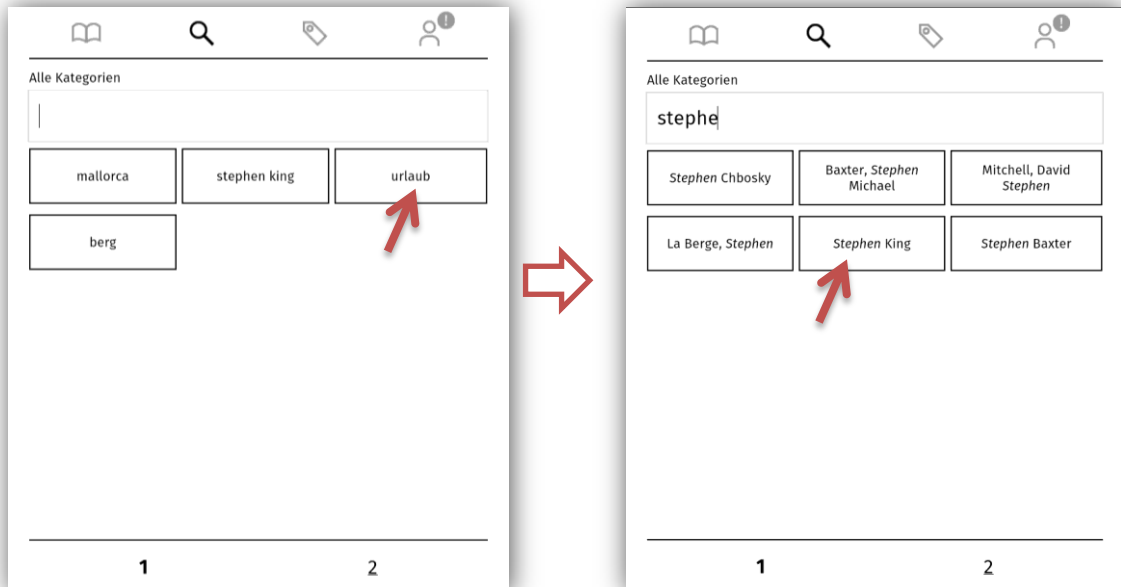 !
Alle Kategorien
mallorca
stephen king
urlaub
berg
1
2
!
Alle Kategorien
stephe
Stephen Chbosky
Baxter, Stephen
Michael
Mitchell, David
Stephen
La Berge, Stephen
Stephen King
Stephen Baxter
1
2